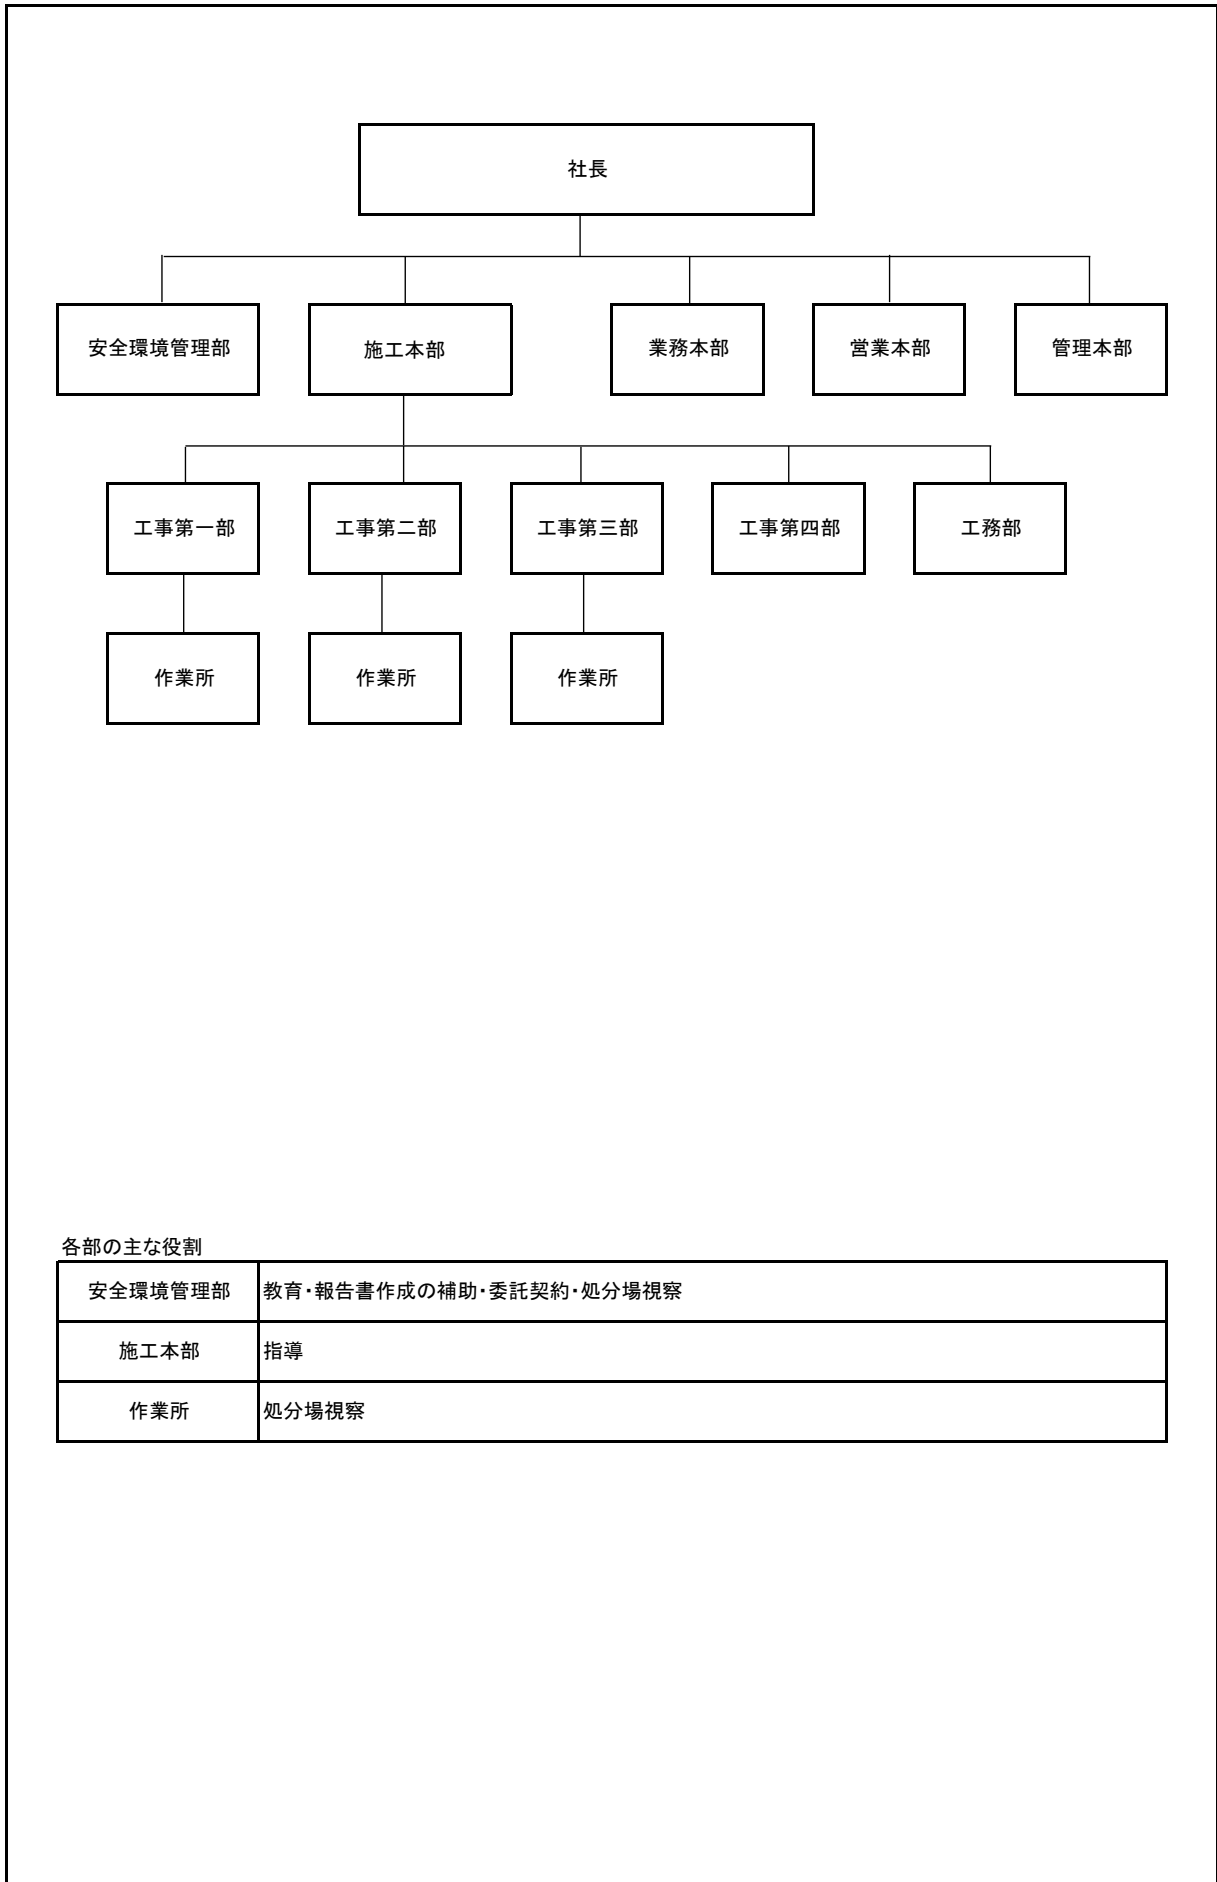 社長
安全環境管理部
施工本部
業務本部
営業本部
管理本部
工事第一部
工事第二部
工事第三部
工事第四部
工務部
作業所
作業所
作業所
各部の主な役割
安全環境管理部
教育・報告書作成の補助・委託契約・処分場視察
施工本部
指導
作業所
処分場視察